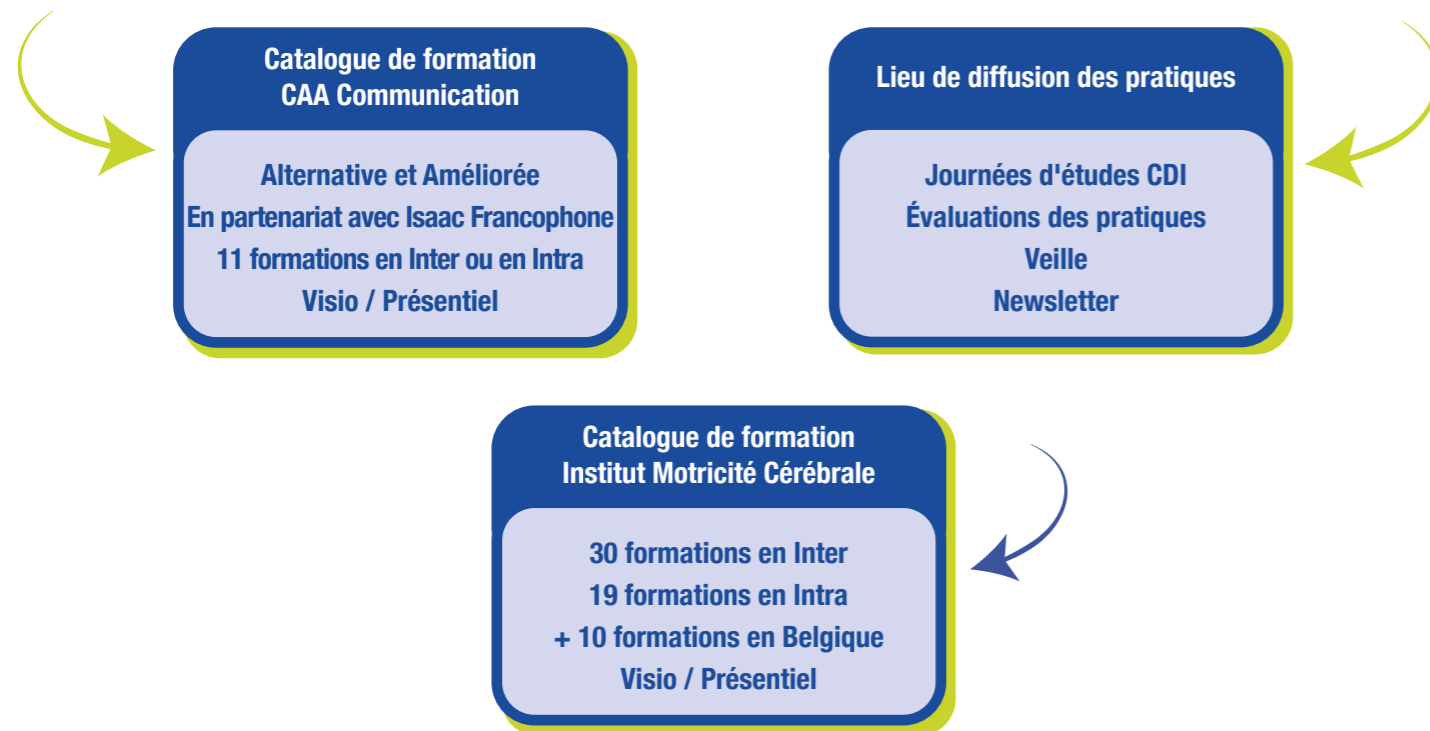 Catalogue de formation
CAA Communication
Alternative et Améliorée
En partenariat avec Isaac Francophone
11 formations en Inter ou en Intra
Visio / Présentiel
Lieu de diffusion des pratiques
Journées d'études CDI
Évaluations des pratiques
Veille
Newsletter
Catalogue de formation
Institut Motricité Cérébrale
30 formations en Inter
19 formations en Intra
+ 10 formations en Belgique
Visio / Présentiel